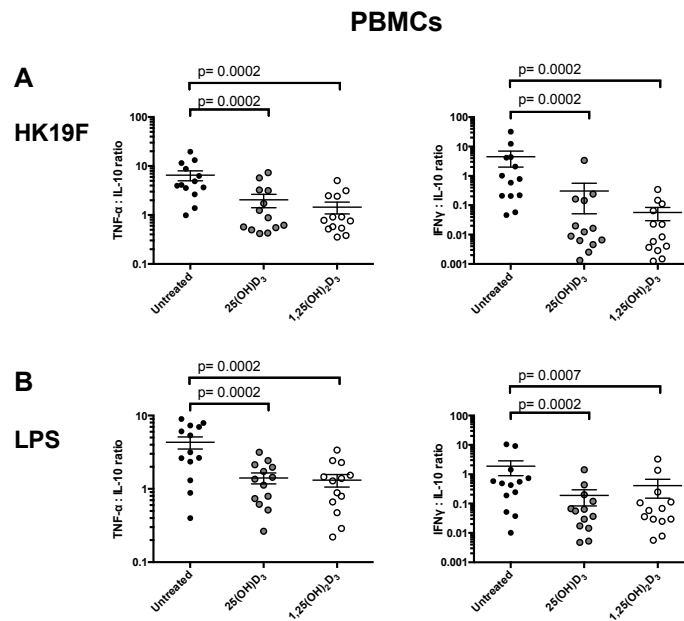 PBMCs
A
HK19F
p= 0.0002
p= 0.0002
TNF-α : IL-10 ratio
100
10
1
0.1
Untreated
25(OH)D₃
1,25(OH)₂D₃
p= 0.0002
p= 0.0002
IFNγ : IL-10 ratio
100
10
1
0.1
0.01
0.001
Untreated
25(OH)D₃
1,25(OH)₂D₃
B
LPS
p= 0.0002
p= 0.0002
TNF-α : IL-10 ratio
10
1
0.1
Untreated
25(OH)D₃
1,25(OH)₂D₃
p= 0.0007
p= 0.0002
IFNγ : IL-10 ratio
100
10
1
0.1
0.01
0.001
Untreated
25(OH)D₃
1,25(OH)₂D₃